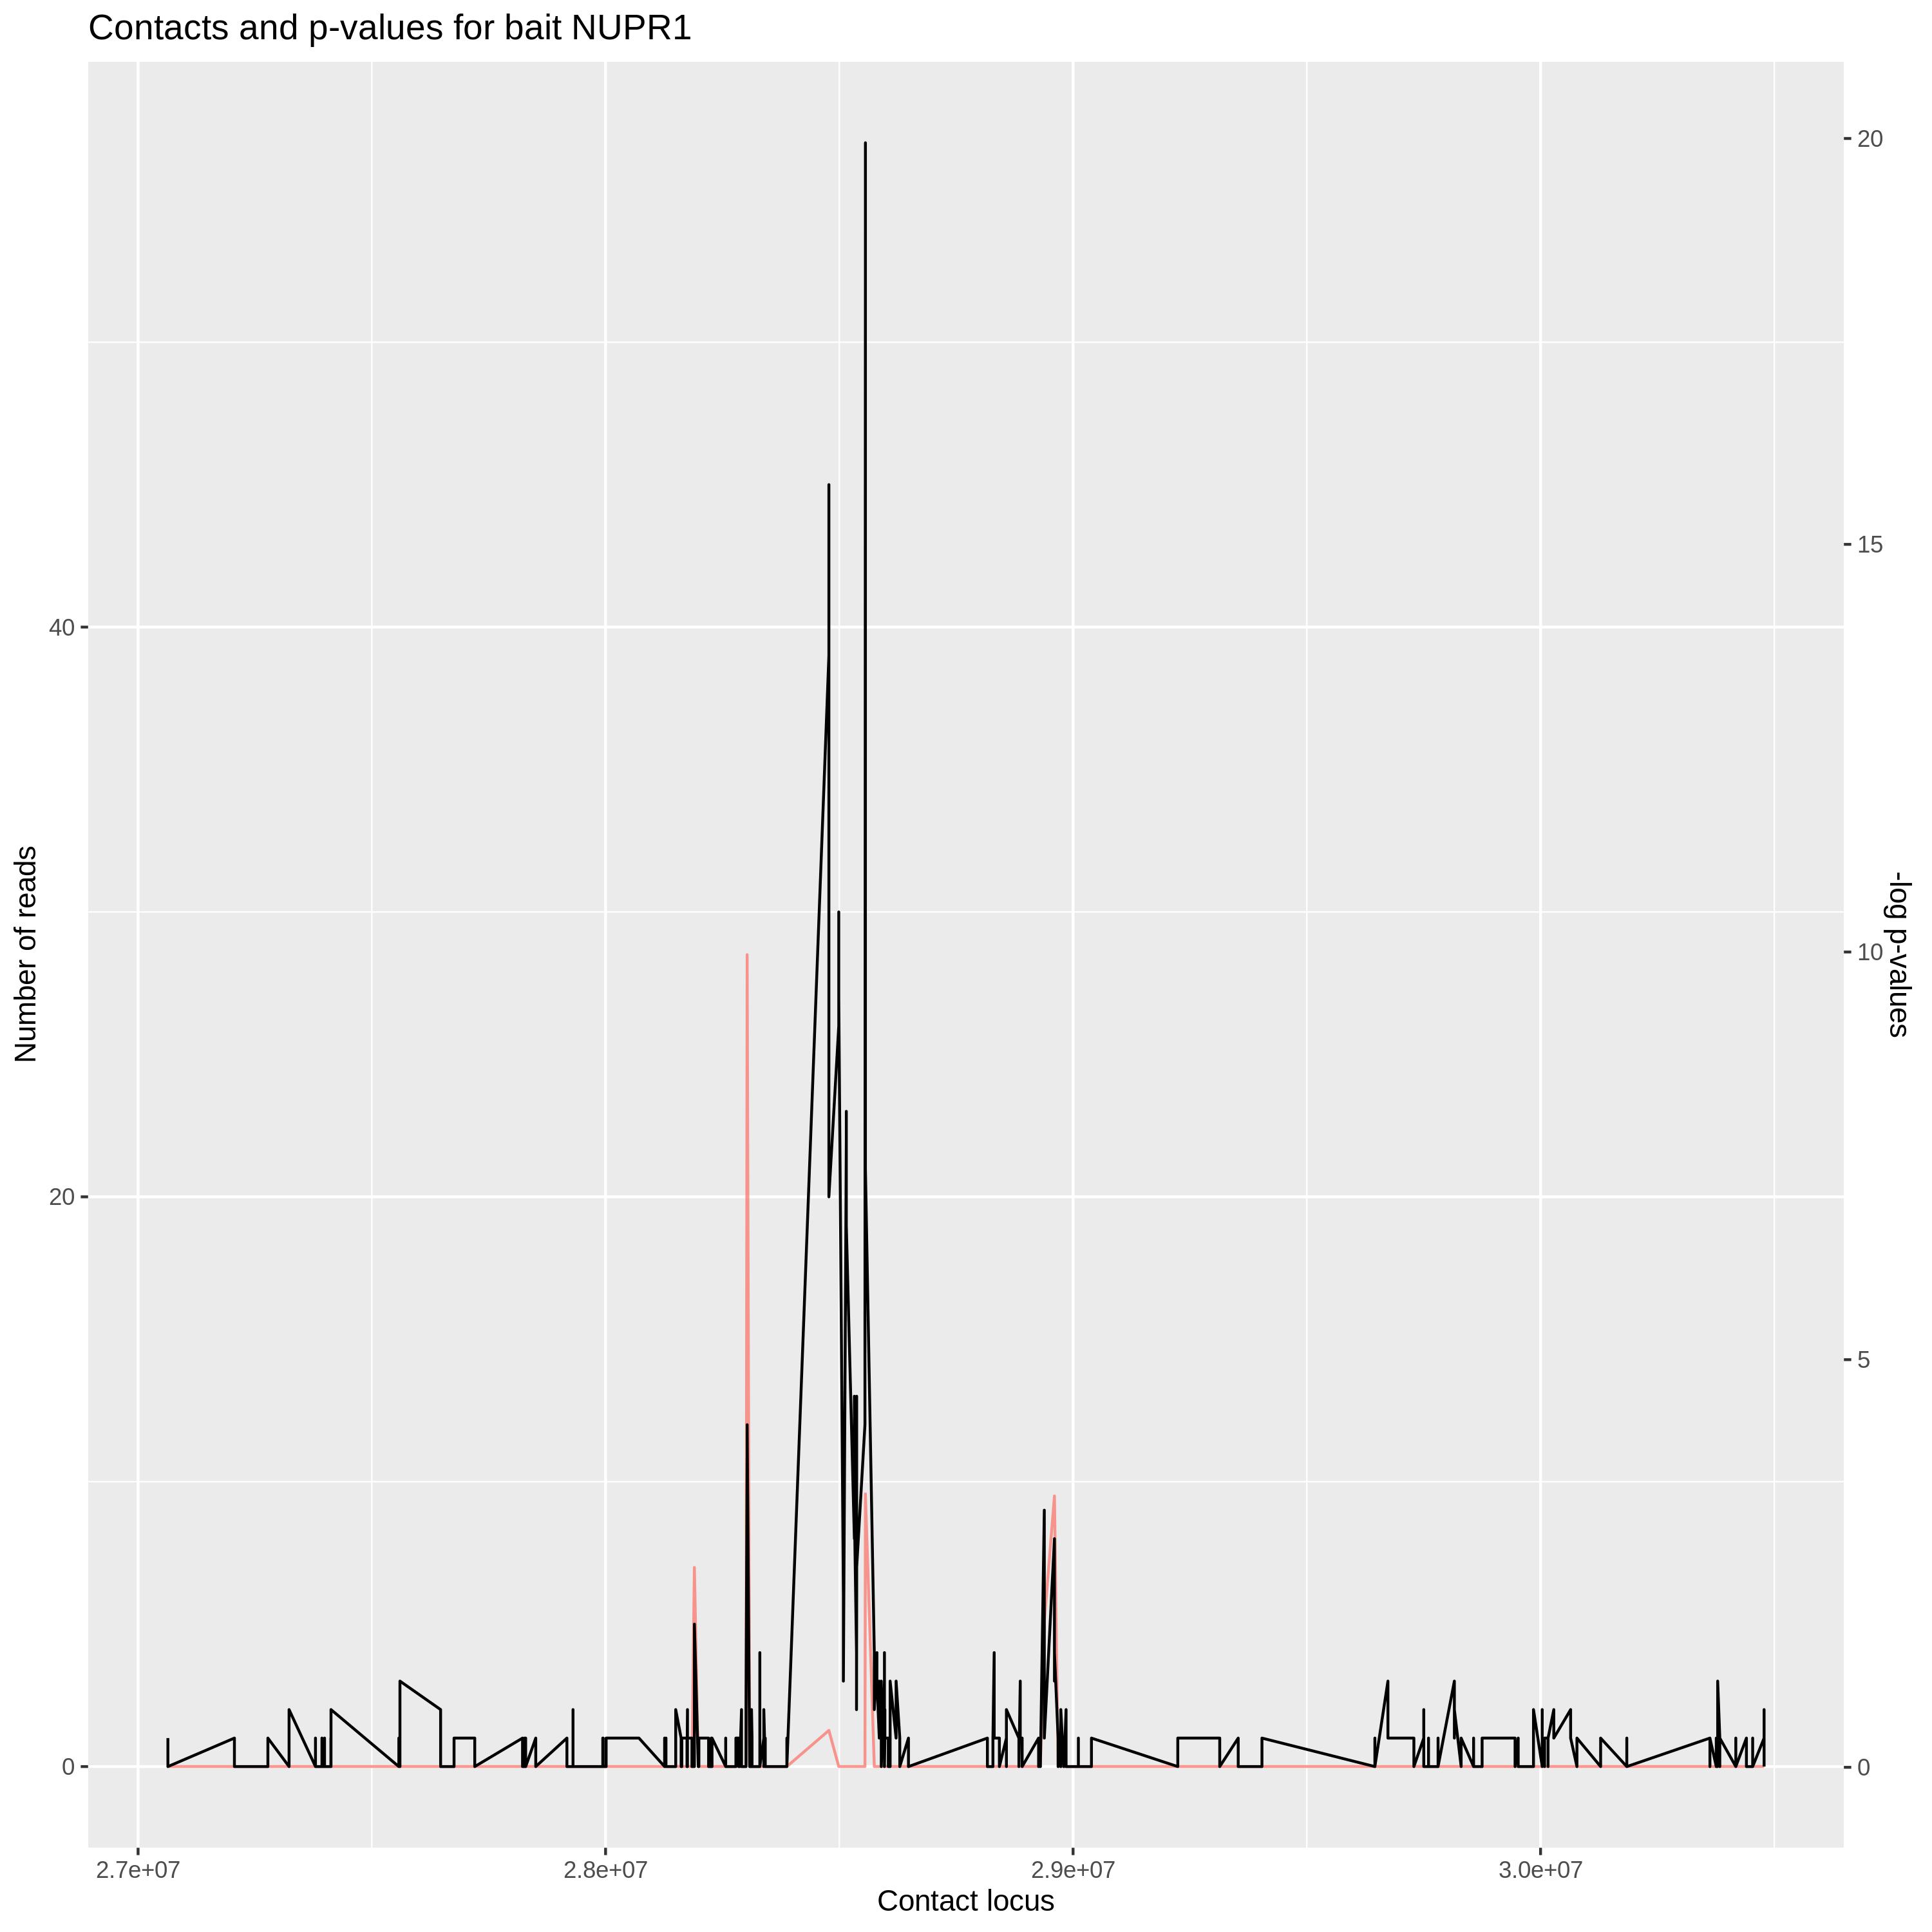 Contacts and p-values for bait NUPR1
Number of reads
40
20
0
20
15
10
5
0
-log p-values
2.7e+07 2.8e+07 2.9e+07 3.0e+07
Contact locus